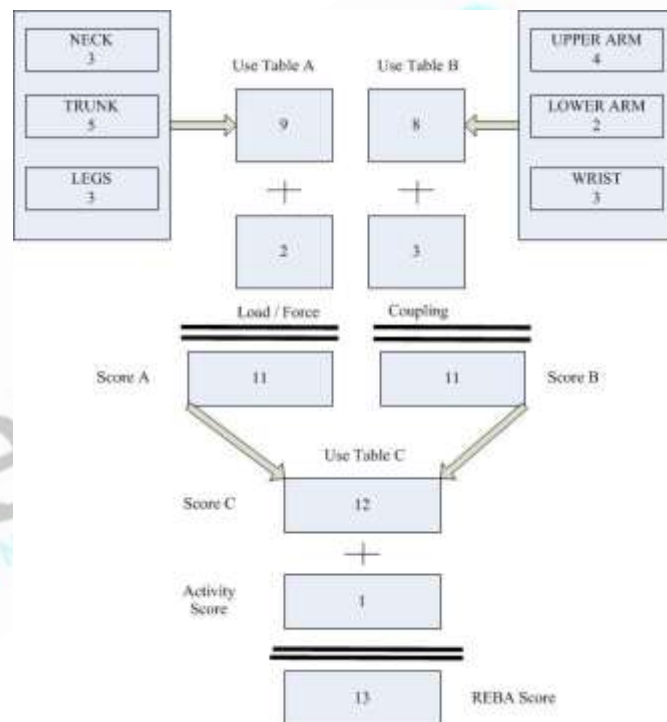 NECK
3
TRUNK
5
LEGS
3
Use Table A
9
2
Load / Force
Use Table B
8
3
Coupling
UPPER ARM
4
LOWER ARM
2
WRIST
3
Score A
11
11
Score B
Use Table C
Score C
12
Activity
Score
1
13
REBA Score